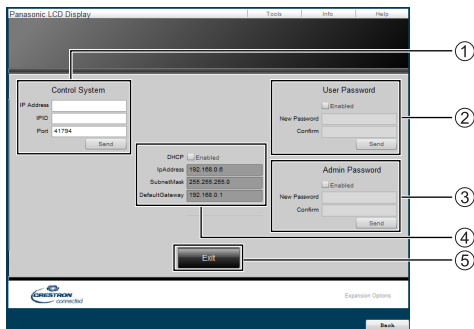 Panasonic LCD Display
Tools Info Help
Control System
IP Address
IPID
Port 41794
Send
User Password
Enabled
New Password
Confirm
Send
DHCP Enabled
IpAddress 192.168.0.6
SubnetMask 255.255.255.0
DefaultGateway 192.168.0.1
Admin Password
Enabled
New Password
Confirm
Send
Exit
CRESTRON
connected
Expansion Options
Back
1
2
3
4
5